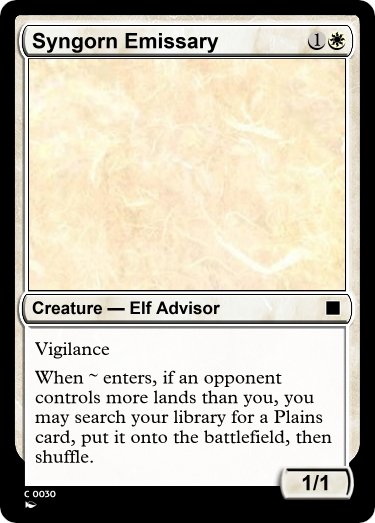 Syngorn Emissary 1
Creature — Elf Advisor
Vigilance
When ~ enters, if an opponent
controls more lands than you, you
may search your library for a Plains
card, put it onto the battlefield, then
shuffle.
1/1
C 0030